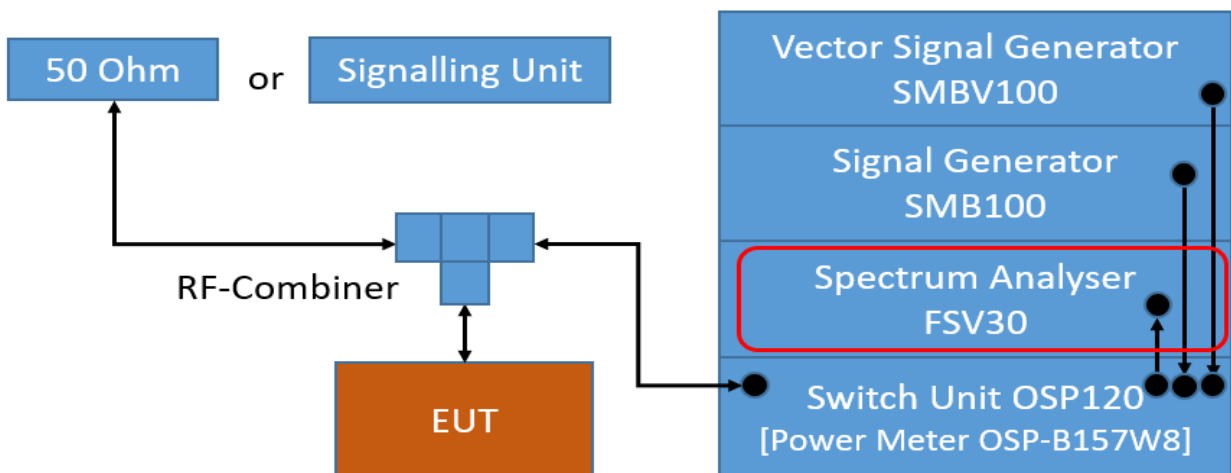 50 Ohm
or
Signalling Unit
RF-Combiner
EUT
Vector Signal Generator
SMBV100
Signal Generator
SMB100
Spectrum Analyser
FSV30
Switch Unit OSP120
[Power Meter OSP-B157W8]